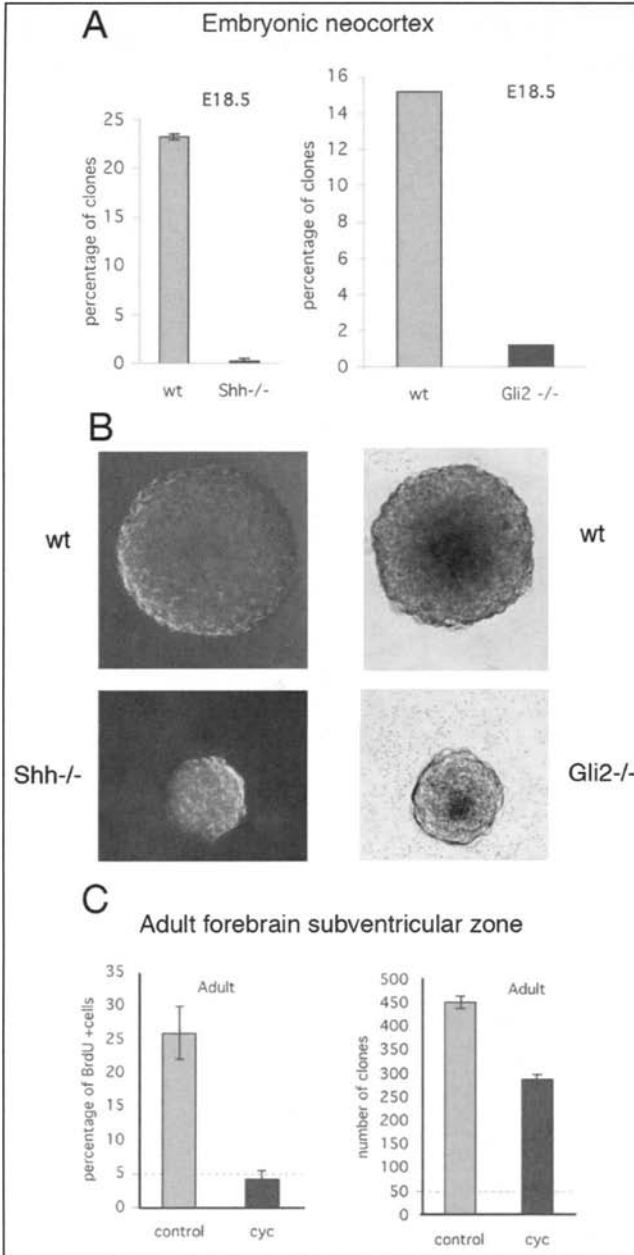 A
Embryonic neocortex
E18.5
percentage of clones
25
20
15
10
5
0
wt
Shh-/-
E18.5
percentage of clones
16
14
12
10
8
6
4
2
0
wt
Gli2 -/-
B
wt
wt
Shh-/-
Gli2-/-
C
Adult forebrain subventricular zone
Adult
percentage of BrdU +cells
35
30
25
20
15
10
5
0
control
cyc
Adult
number of clones
500
450
400
350
300
250
200
150
100
50
0
control
cyc